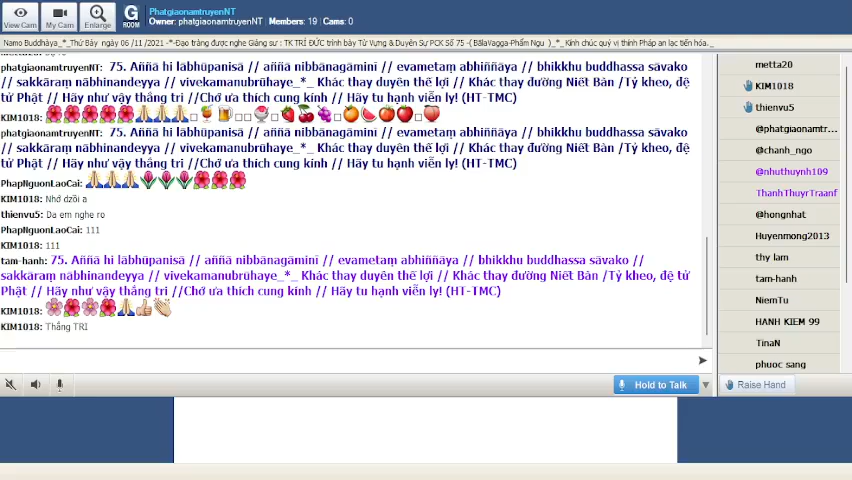 PhatgiaonamtruyenNT
Owner: phatgiaonamtruyenNT Members: 19 Cams: 0
View Cam
My Cam
Enlarge
G
ROOM
Namo Buddhāya_*_Thứ Bảy ngày 06 /11 /2021 -*-Đạo tràng được nghe Giảng sư : TK TRÍ ĐỨC trình bày Từ Vựng & Duyên Sự PCK Số 75 -( BālaVagga-Phẩm Ngu )_*_ Kính chúc quý vị thính Pháp an lạc tiến hóa._
phatgiaonamtruyenNT: 75. Aññā hi lābhūpanisā // aññā nibbānagāminī // evametaṃ abhiññāya // bhikkhu buddhassa sāvako
// sakkāraṃ nābhinandeyya // vivekamanubrūhaye_*_ Khác thay duyên thế lợi // Khác thay đường Niết Bàn /Tỷ kheo, đệ
tử Phật // Hãy như vậy thắng tri //Chớ ưa thích cung kính // Hãy tu hạnh viễn ly! (HT-TMC)
KIM1018:
phatgiaonamtruyenNT: 75. Aññā hi lābhūpanisā // aññā nibbānagāminī // evametaṃ abhiññāya // bhikkhu buddhassa sāvako
// sakkāraṃ nābhinandeyya // vivekamanubrūhaye_*_ Khác thay duyên thế lợi // Khác thay đường Niết Bàn /Tỷ kheo, đệ
tử Phật // Hãy như vậy thắng tri //Chớ ưa thích cung kính // Hãy tu hạnh viễn ly! (HT-TMC)
PhapNguonLaoCai:
KIM1018: Nhớ dzồi a
thienvu5: Da em nghe ro
PhapNguonLaoCai: 111
KIM1018: 111
tam-hanh: 75. Aññā hi lābhūpanisā // aññā nibbānagāminī // evametaṃ abhiññāya // bhikkhu buddhassa sāvako //
sakkāraṃ nābhinandeyya // vivekamanubrūhaye_*_ Khác thay duyên thế lợi // Khác thay đường Niết Bàn /Tỷ kheo, đệ tử
Phật // Hãy như vậy thắng tri //Chớ ưa thích cung kính // Hãy tu hạnh viễn ly! (HT-TMC)
KIM1018:
KIM1018: Thắng TRI
metta20
KIM1018
thienvu5
@phatgiaonamtr...
@chanh_ngo
@nhuthuynh109
ThanhThuyrTraanf
@hongnhat
Huyenmong2013
thy lam
tam-hanh
NiemTu
HANH KIEM 99
TinaN
phuoc sang
Hold to Talk
Raise Hand